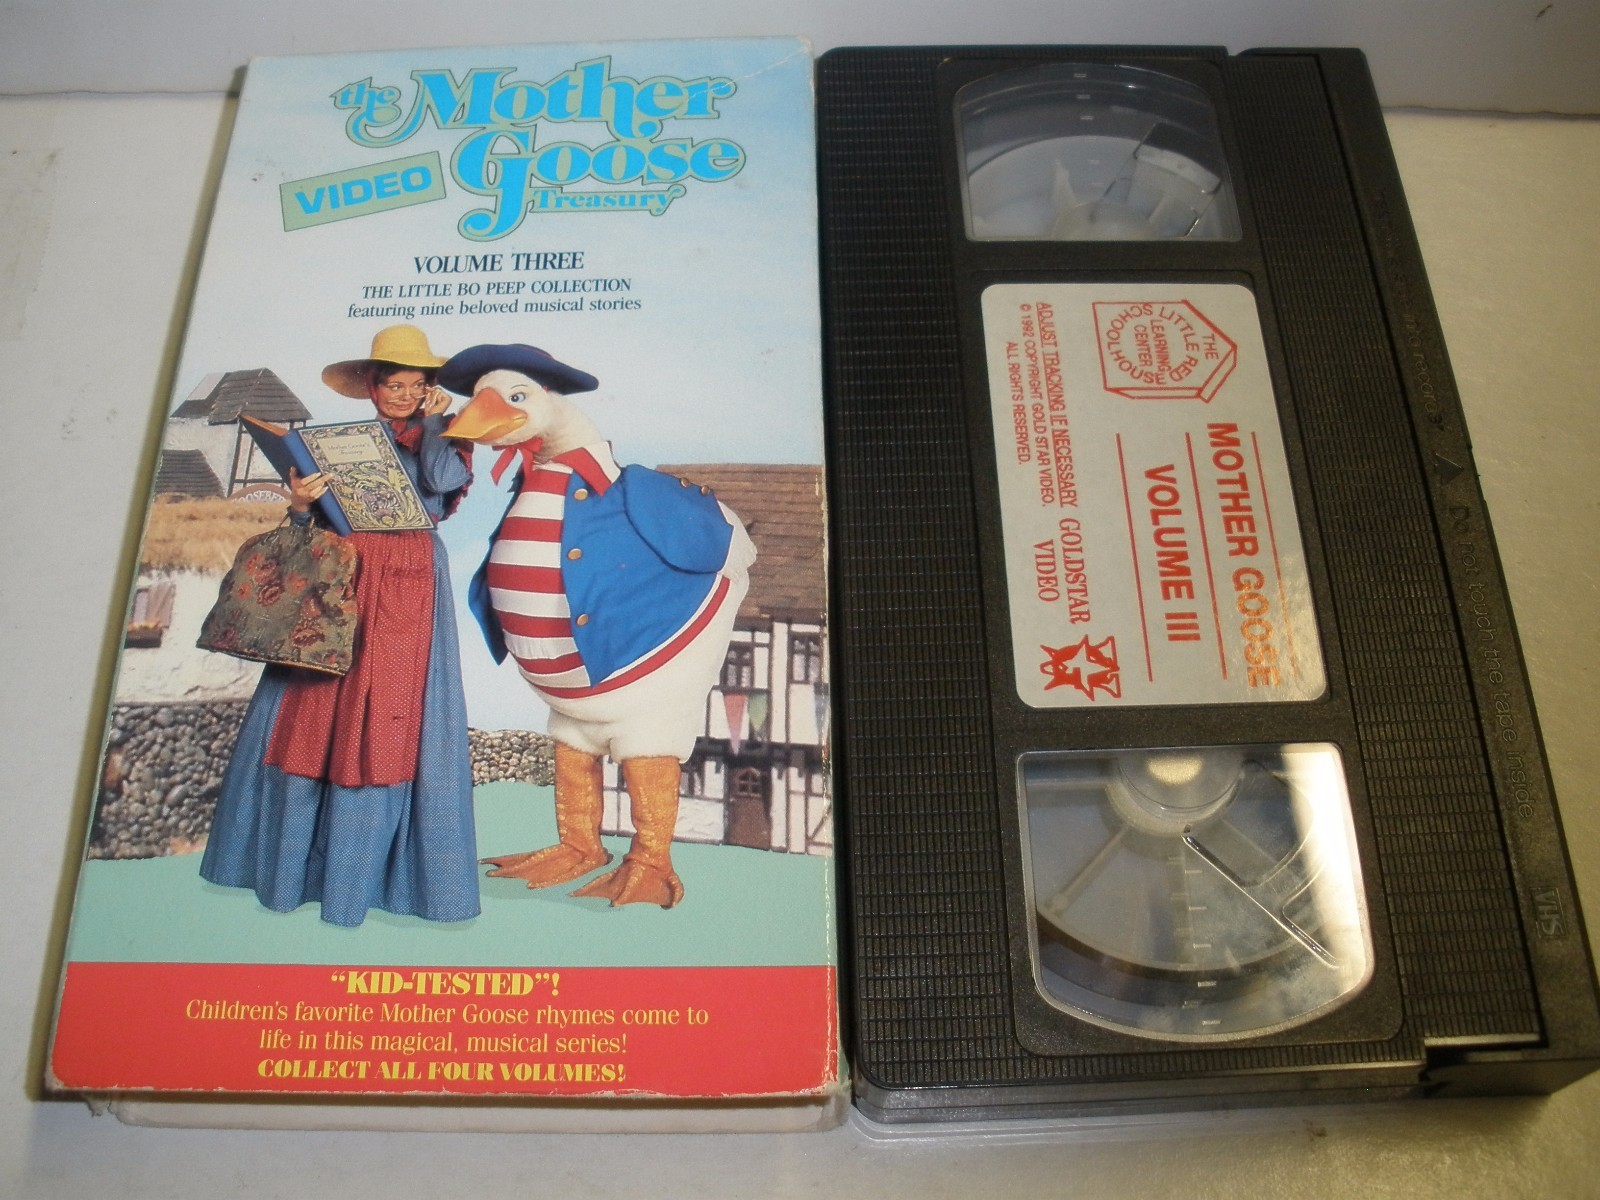 the Mother
VIDEO Goose
Treasury
VOLUME THREE
THE LITTLE BO PEEP COLLECTION
featuring nine beloved musical stories
Mother Goose's
Treasury
"KID-TESTED"!
Children's favorite Mother Goose rhymes come to
life in this magical, musical series!
COLLECT ALL FOUR VOLUMES!
THE LITTLE RED SCHOOLHOUSE
LEARNING
CENTER
MOTHER GOOSE
VOLUME III
ADJUST TRACKING IF NECESSARY
© 1992 COPYRIGHT GOLD STAR VIDEO.
ALL RIGHTS RESERVED.
GOLDSTAR
VIDEO
Do not touch the tape inside
VHS